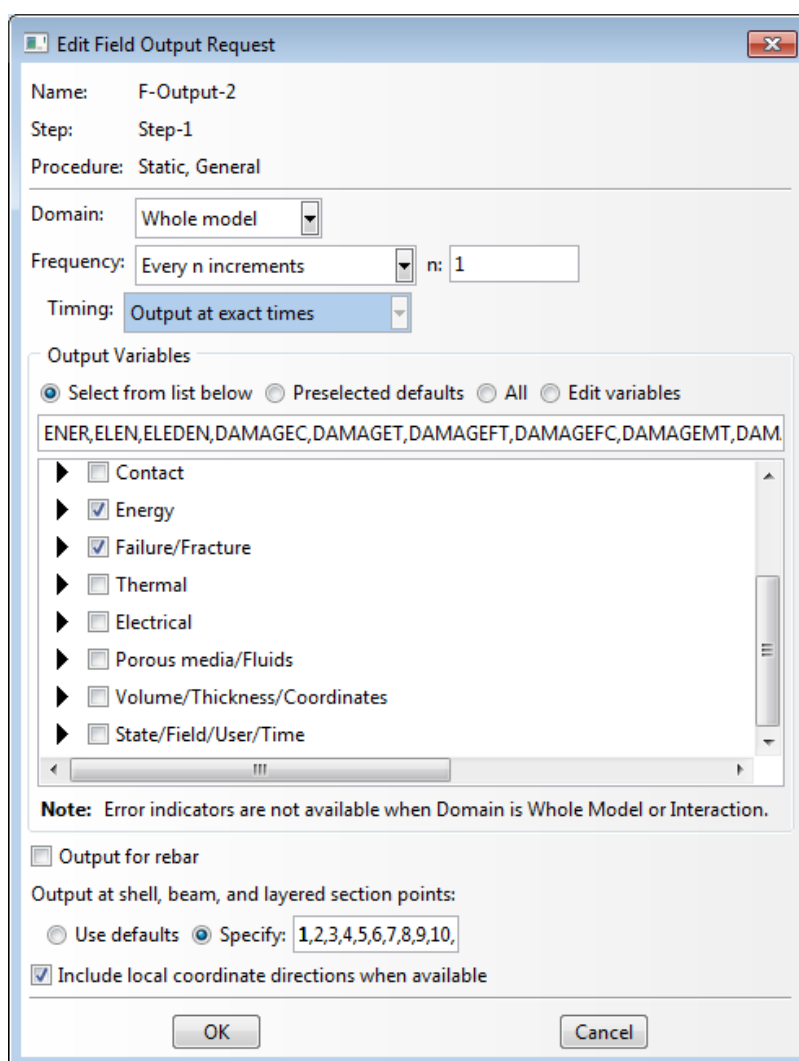 Edit Field Output Request
Name: F-Output-2
Step: Step-1
Procedure: Static, General
Domain: Whole model
Frequency: Every n increments n: 1
Timing: Output at exact times
Output Variables
Select from list below Preselected defaults All Edit variables
ENER,ELEN,ELEDEN,DAMAGEC,DAMAGET,DAMAGEFT,DAMAGEFC,DAMAGEMT,DAM
Contact
Energy
Failure/Fracture
Thermal
Electrical
Porous media/Fluids
Volume/Thickness/Coordinates
State/Field/User/Time
Note: Error indicators are not available when Domain is Whole Model or Interaction.
Output for rebar
Output at shell, beam, and layered section points:
Use defaults Specify: 1,2,3,4,5,6,7,8,9,10,
Include local coordinate directions when available
OK Cancel